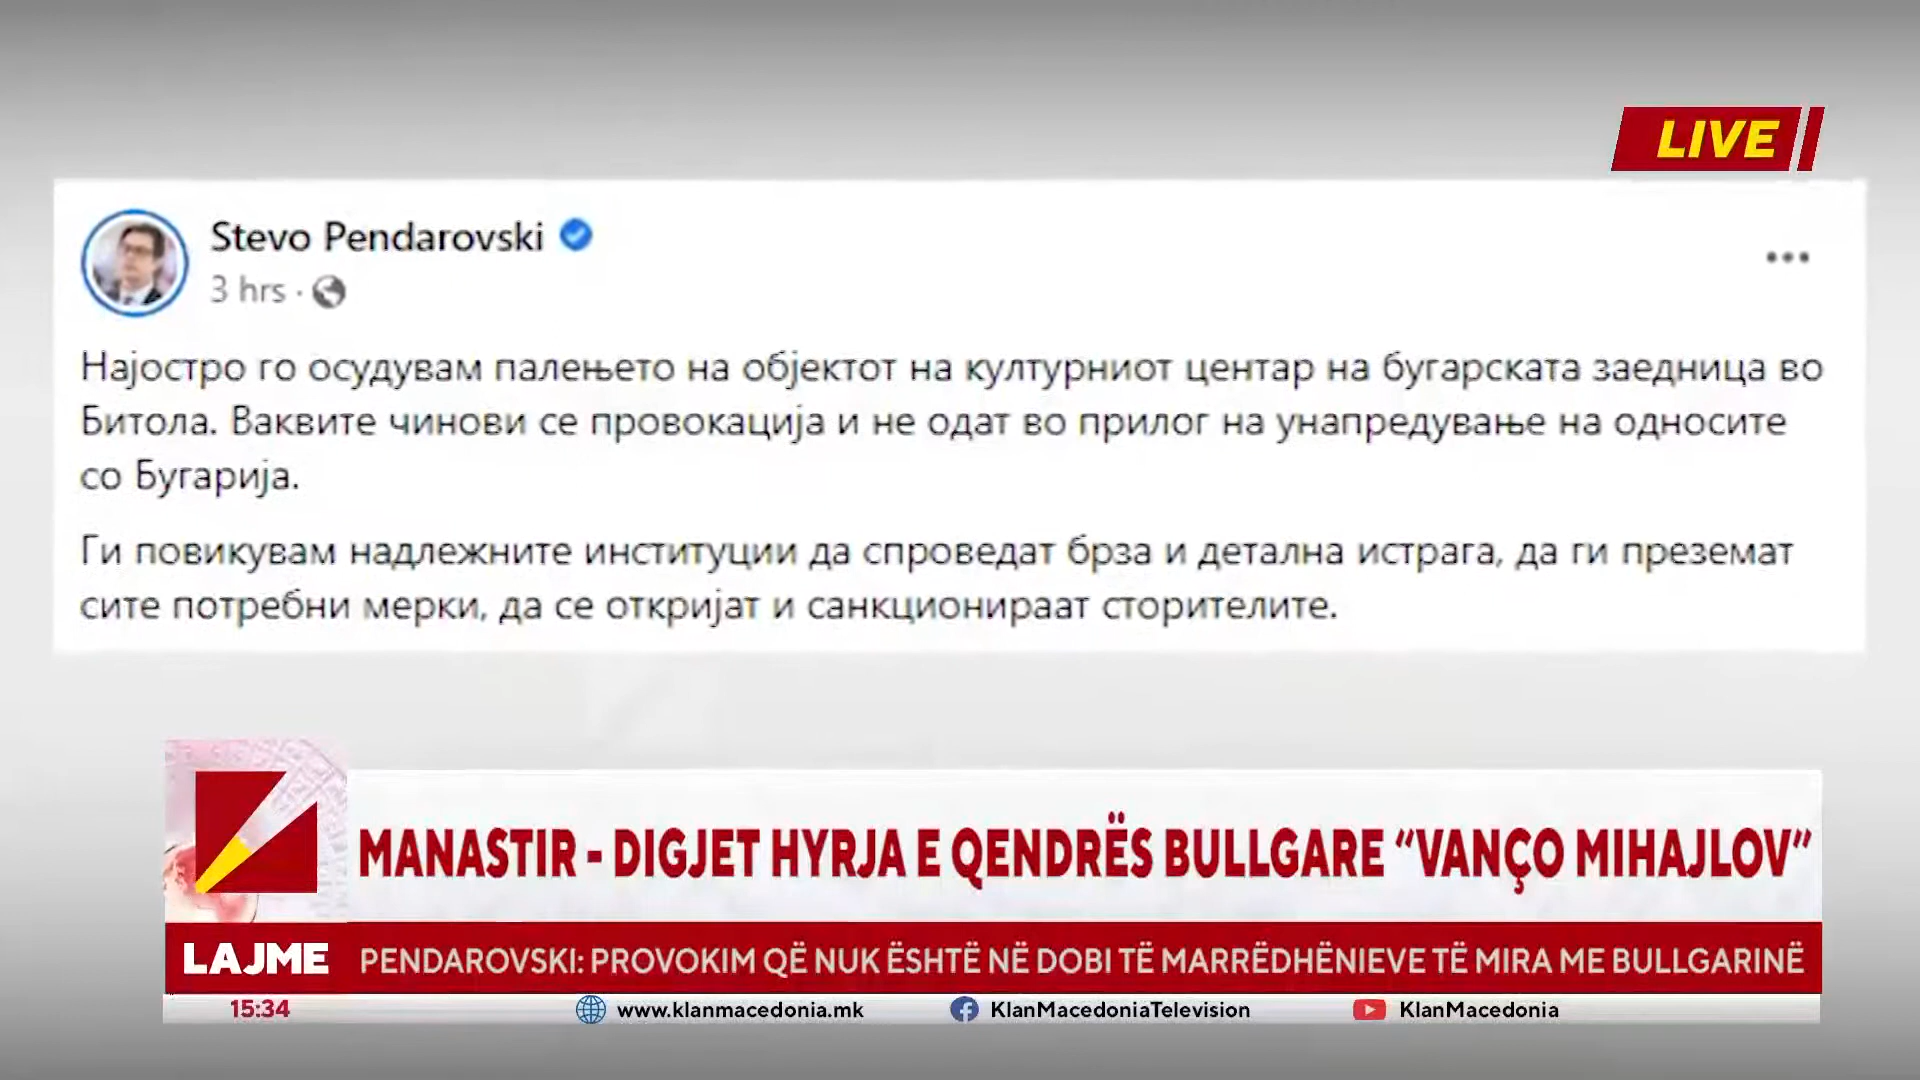 LIVE
Stevo Pendarovski
3 hrs ·
Најостро го осудувам палењето на објектот на културниот центар на бугарската заедница во
Битола. Ваквите чинови се провокација и не одат во прилог на унапредување на односите
со Бугарија.
Ги повикувам надлежните институции да спроведат брза и детална истрага, да ги преземат
сите потребни мерки, да се откријат и санкционираат сторителите.
MANASTIR - DIGJET HYRJA E QENDRËS BULLGARE “VANÇO MIHAJLOV”
LAJME PENDAROVSKI: PROVOKIM QË NUK ËSHTË NË DOBI TË MARRËDHËNIEVE TË MIRA ME BULLGARINË
15:34 www.klanmacedonia.mk KlanMacedoniaTelevision KlanMacedonia